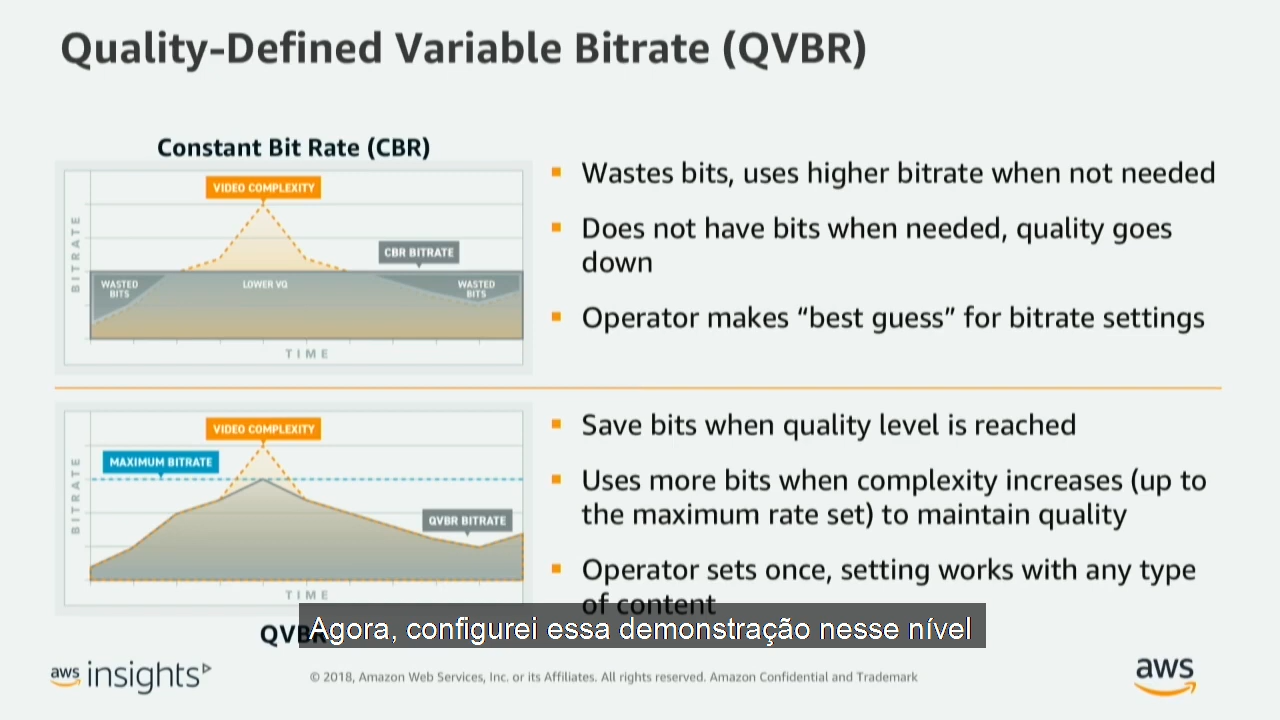 Quality-Defined Variable Bitrate (QVBR)
Constant Bit Rate (CBR)
VIDEO COMPLEXITY
CBR BITRATE
BITRATE
WASTED
BITS
LOWER VQ
WASTED
BITS
TIME
Wastes bits, uses higher bitrate when not needed
Does not have bits when needed, quality goes
down
Operator makes “best guess” for bitrate settings
VIDEO COMPLEXITY
MAXIMUM BITRATE
BITRATE
QVBR BITRATE
TIME
QVBR
Save bits when quality level is reached
Uses more bits when complexity increases (up to
the maximum rate set) to maintain quality
Operator sets once, setting works with any type
of content
Agora, configurei essa demonstração nesse nível
aws insights
© 2018, Amazon Web Services, Inc. or its Affiliates. All rights reserved. Amazon Confidential and Trademark
aws